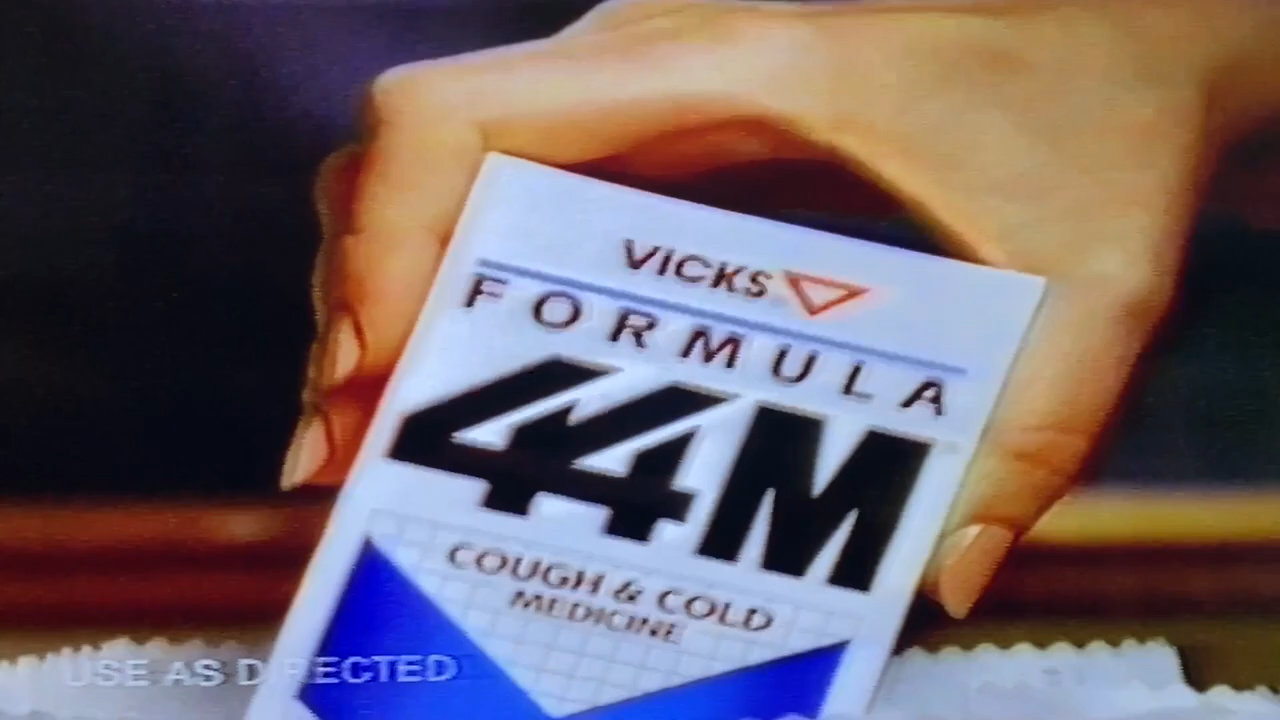 VICKS
FORMULA
44M
COUGH & COLD
MEDICINE
USE AS DIRECTED